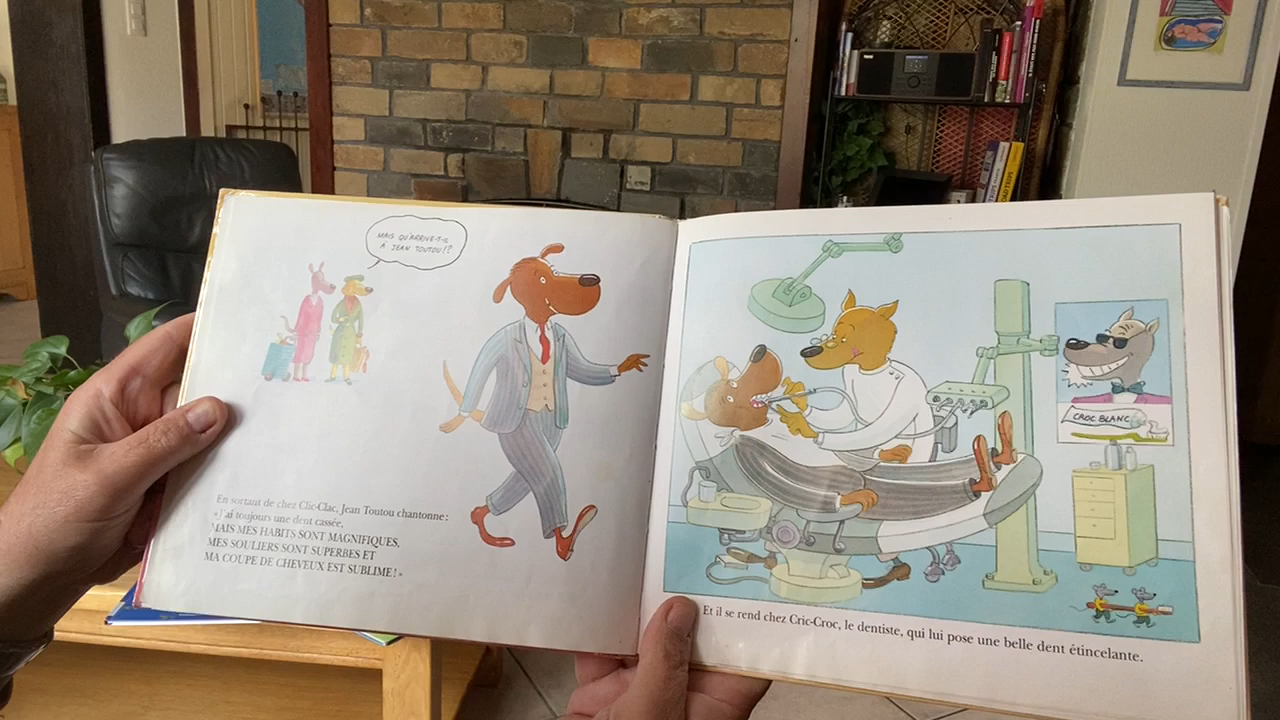 MAIS QU'ARRIVE-T-IL
À JEAN TOUTOU!?
En sortant de chez Clic-Clac, Jean Toutou chantonne :
«J'ai toujours une dent cassée,
MAIS MES HABITS SONT MAGNIFIQUES,
MES SOULIERS SONT SUPERBES ET
MA COUPE DE CHEVEUX EST SUBLIME!»
CROC BLANC
Et il se rend chez Cric-Croc, le dentiste, qui lui pose une belle dent étincelante.